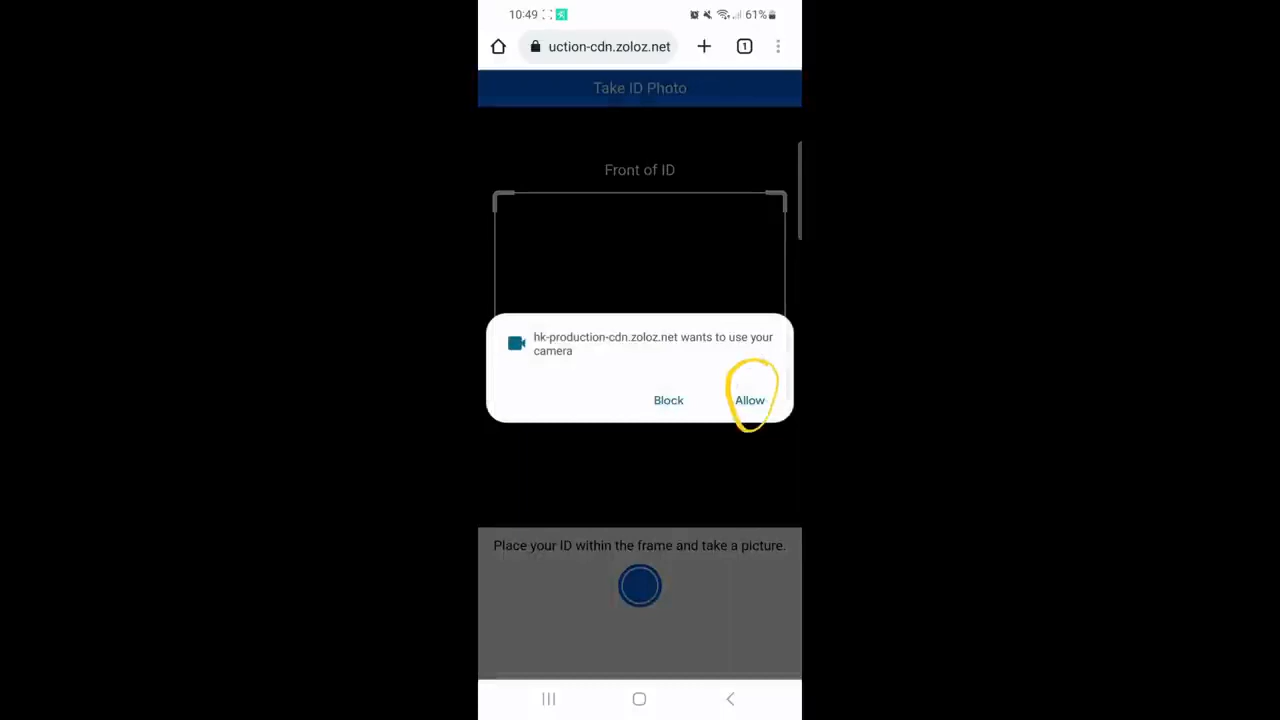 10:49
61%
uction-cdn.zoloz.net
1
Take ID Photo
Front of ID
hk-production-cdn.zoloz.net wants to use your
camera
Block
Allow
Place your ID within the frame and take a picture.